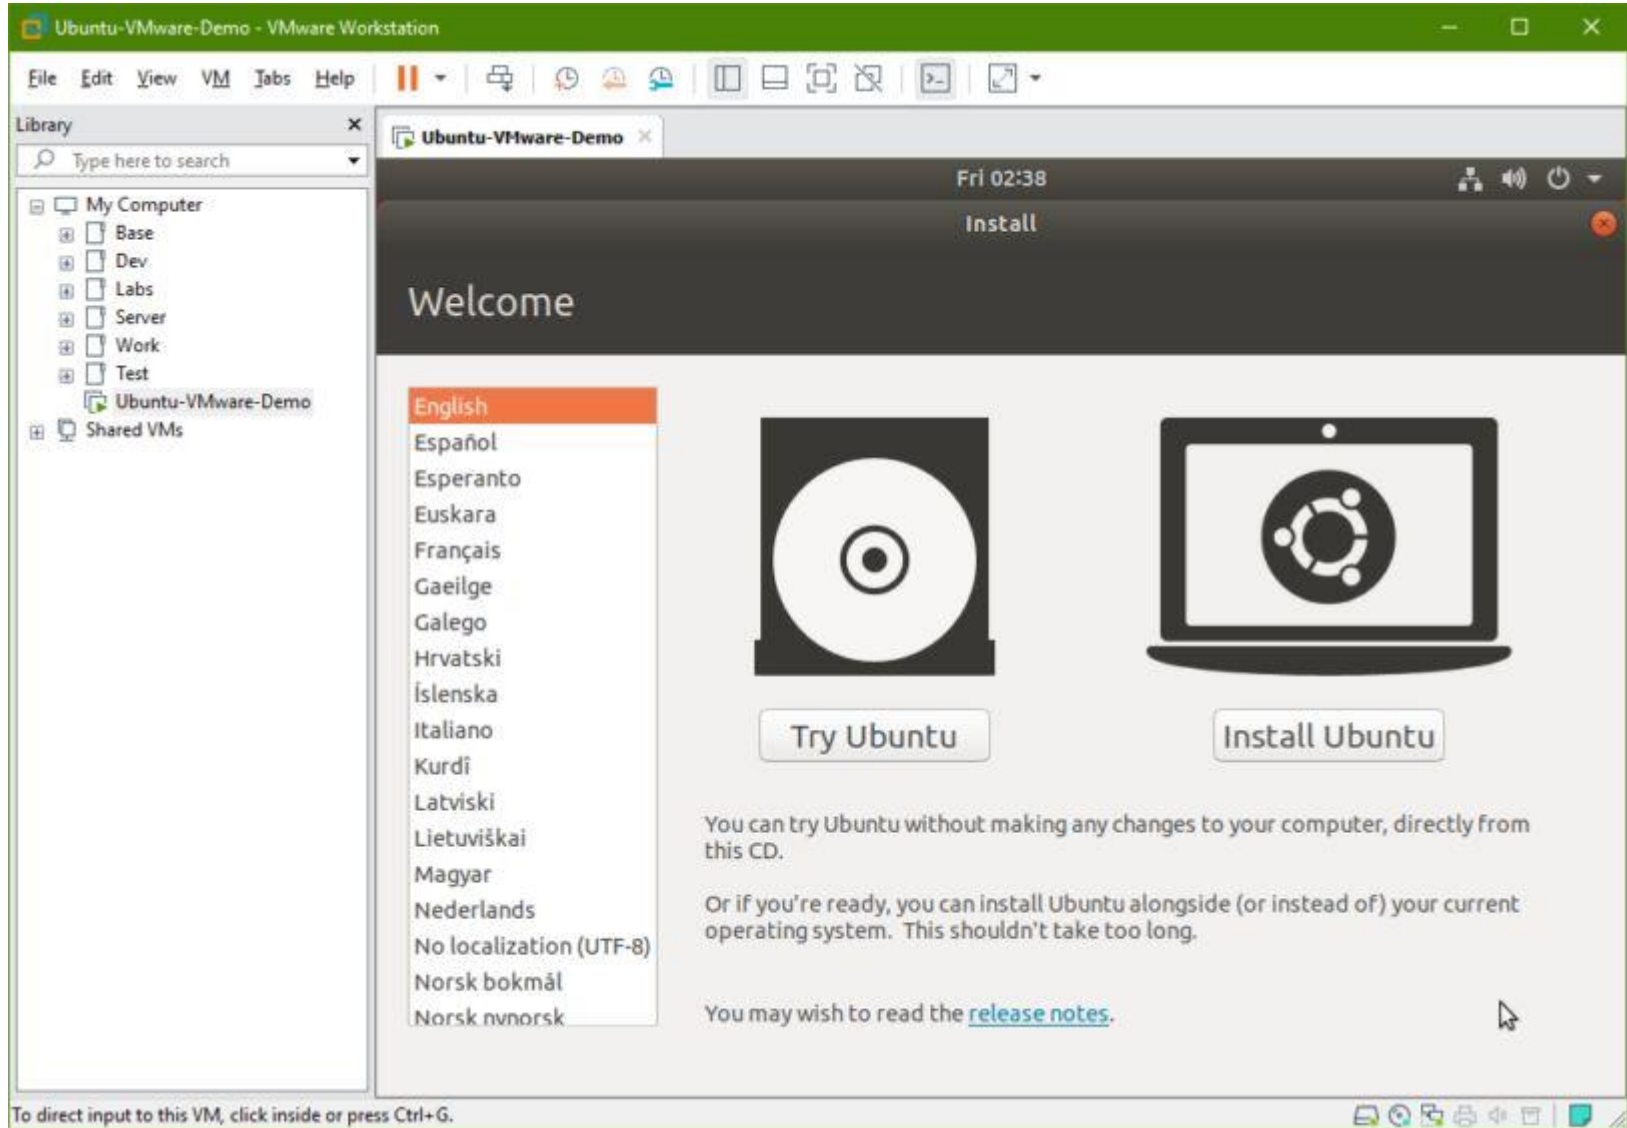 Ubuntu-VMware-Demo - VMware Workstation
File Edit View VM Tabs Help
Library
Type here to search
My Computer
Base
Dev
Labs
Server
Work
Test
Ubuntu-VMware-Demo
Shared VMs
Ubuntu-VMware-Demo
Fri 02:38
Install
Welcome
English
Español
Esperanto
Euskara
Français
Gaeilge
Galego
Hrvatski
Íslenska
Italiano
Kurdî
Latviski
Lietuviškai
Magyar
Nederlands
No localization (UTF-8)
Norsk bokmål
Norsk nynorsk
Try Ubuntu
Install Ubuntu
You can try Ubuntu without making any changes to your computer, directly from
this CD.
Or if you're ready, you can install Ubuntu alongside (or instead of) your current
operating system. This shouldn't take too long.
You may wish to read the release notes.
To direct input to this VM, click inside or press Ctrl+G.